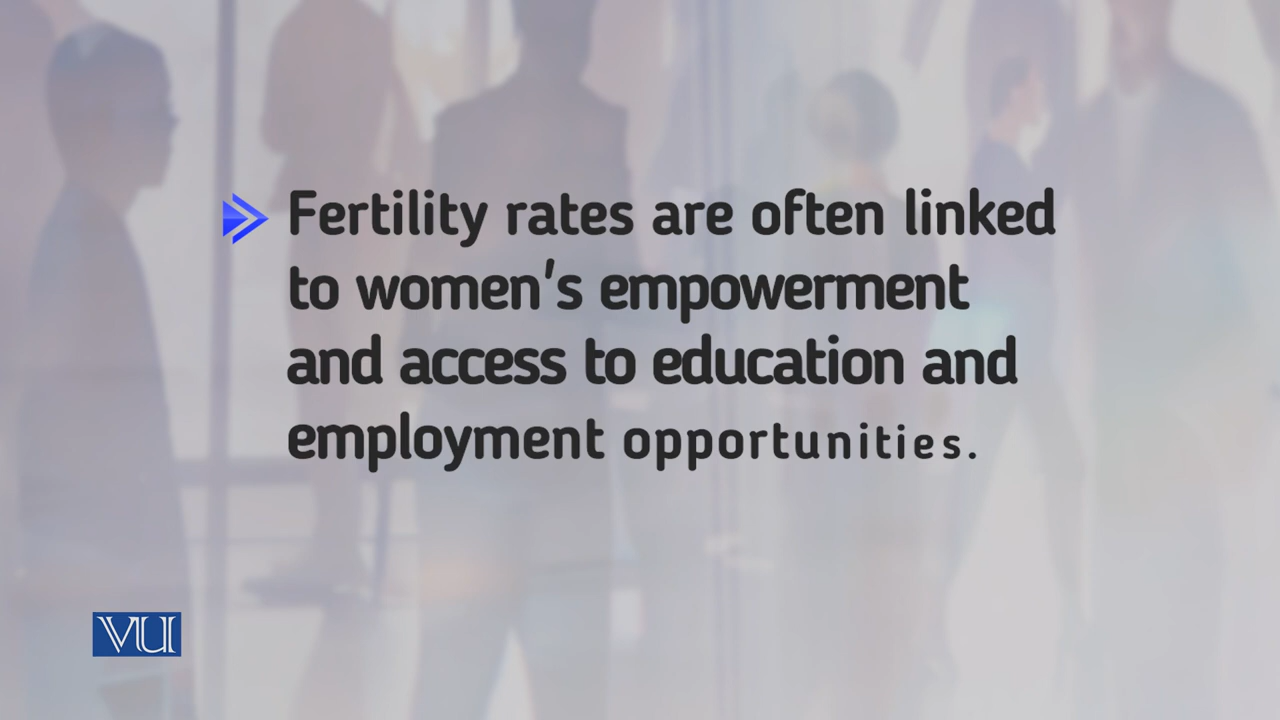 Fertility rates are often linked
to women's empowerment
and access to education and
employment opportunities.
VU